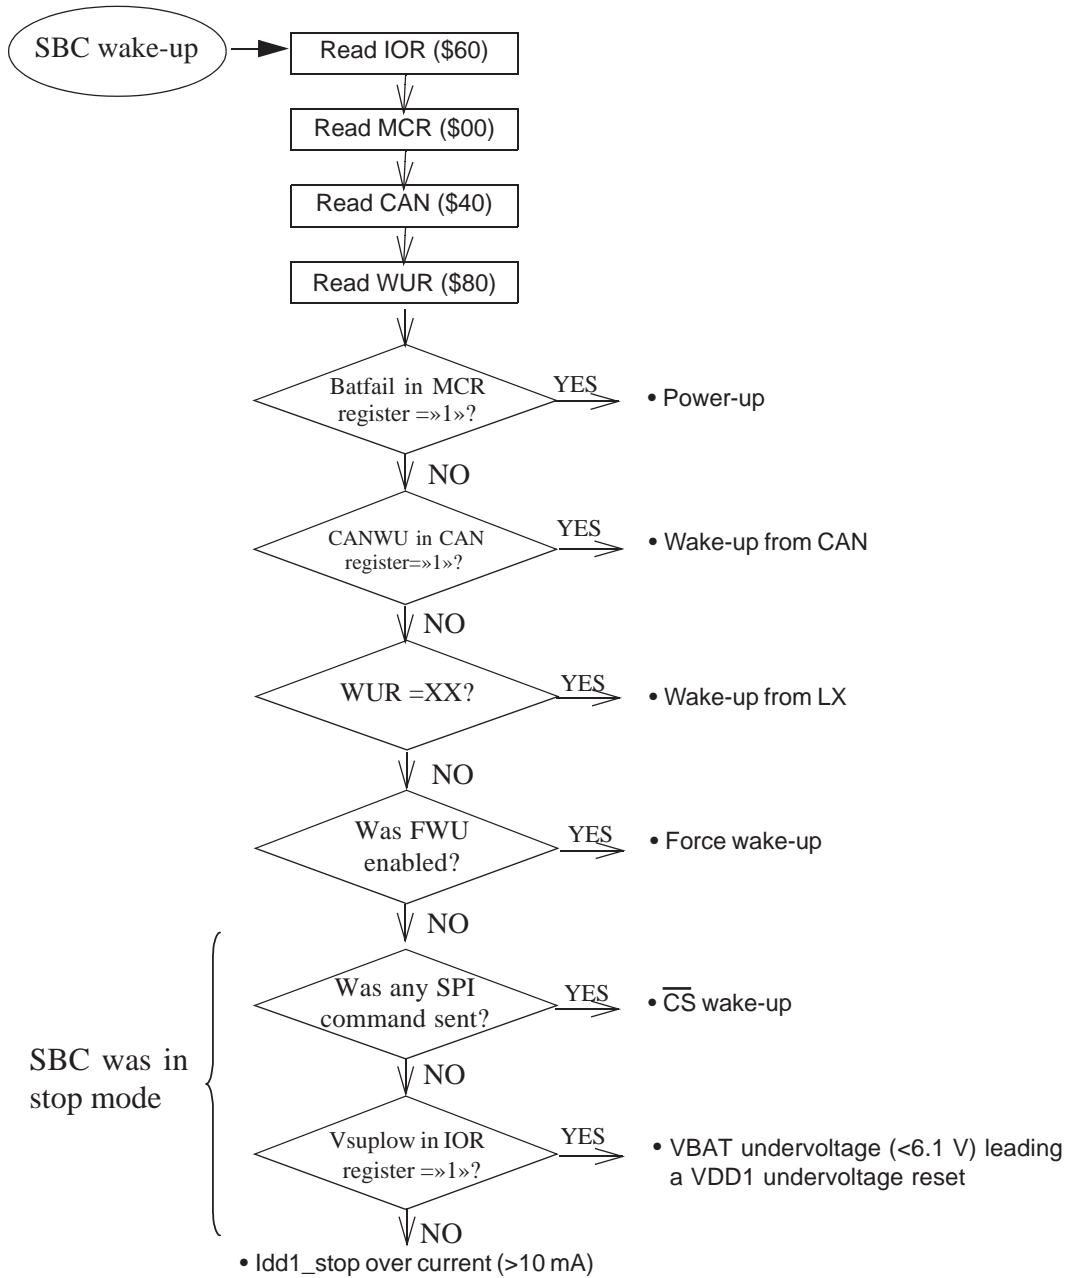 SBC wake-up
Read IOR ($60)
Read MCR ($00)
Read CAN ($40)
Read WUR ($80)
Batfail in MCR
register =»1»?
YES
• Power-up
NO
CANWU in CAN
register=»1»?
YES
• Wake-up from CAN
NO
WUR =XX?
YES
• Wake-up from LX
NO
Was FWU
enabled?
YES
• Force wake-up
NO
SBC was in
stop mode
Was any SPI
command sent?
YES
• C̅S̅ wake-up
NO
Vsuplow in IOR
register =»1»?
YES
• VBAT undervoltage (<6.1 V) leading
a VDD1 undervoltage reset
NO
• Idd1_stop over current (>10 mA)